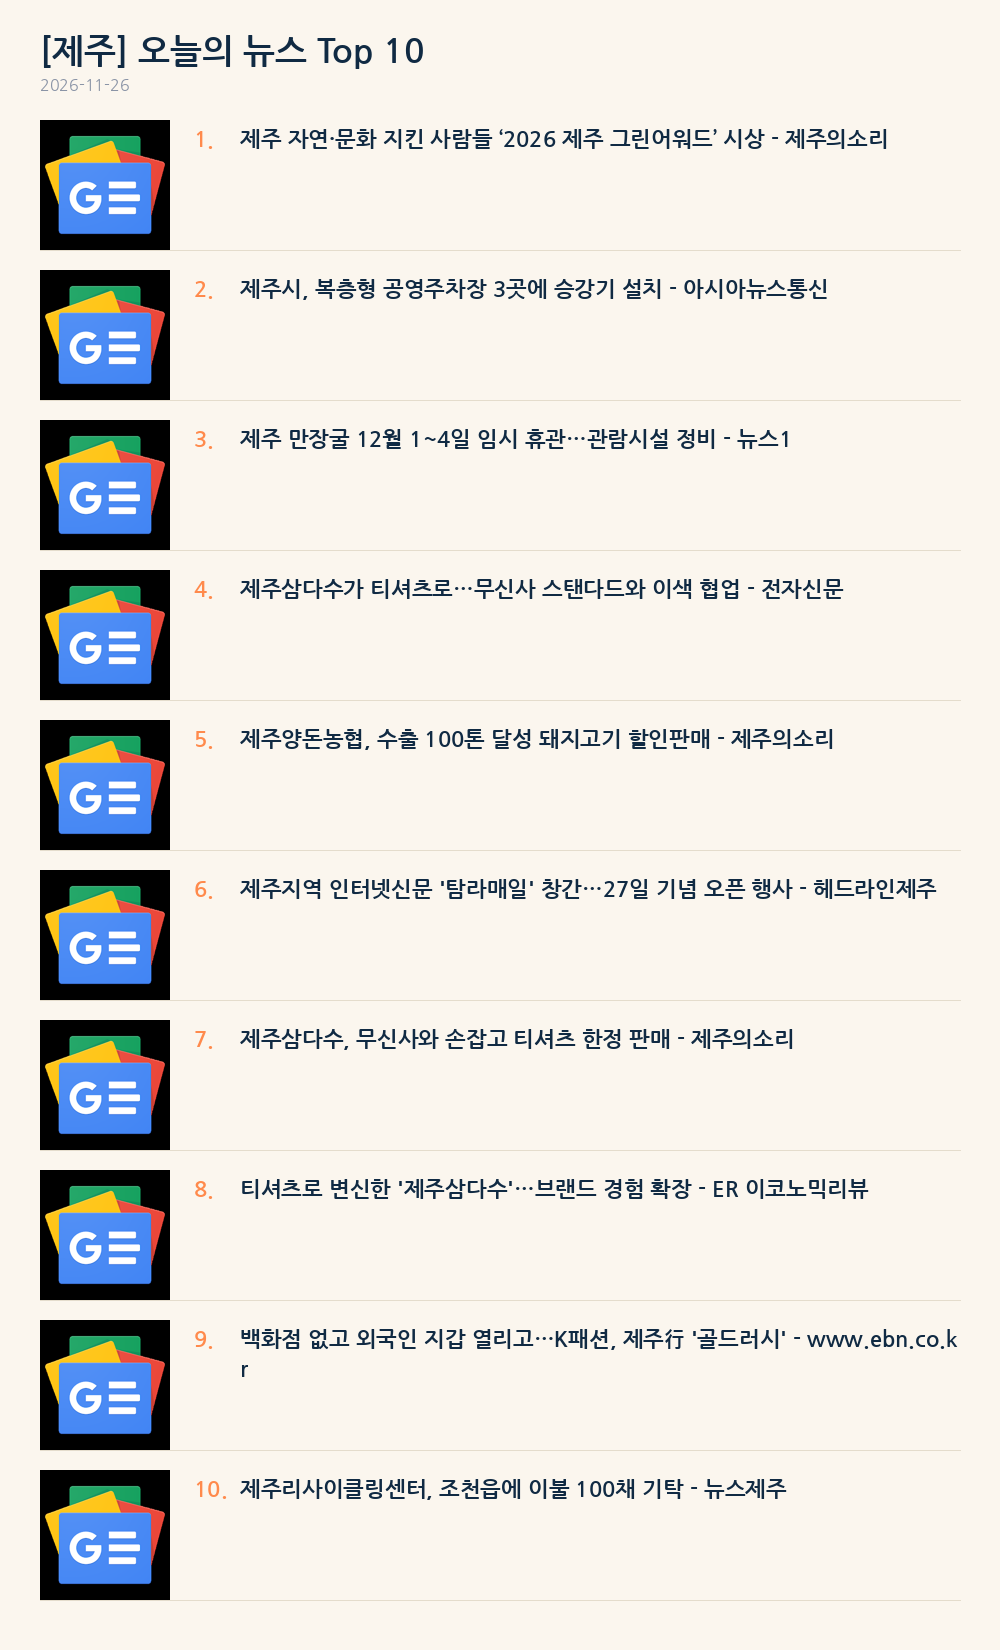 [제주] 오늘의 뉴스 Top 10
2026-11-26
1. 제주 자연·문화 지킨 사람들 ‘2026 제주 그린어워드’ 시상 - 제주의소리
2. 제주시, 복층형 공영주차장 3곳에 승강기 설치 - 아시아뉴스통신
3. 제주 만장굴 12월 1~4일 임시 휴관…관람시설 정비 - 뉴스1
4. 제주삼다수가 티셔츠로…무신사 스탠다드와 이색 협업 - 전자신문
5. 제주양돈농협, 수출 100톤 달성 돼지고기 할인판매 - 제주의소리
6. 제주지역 인터넷신문 '탐라매일' 창간…27일 기념 오픈 행사 - 헤드라인제주
7. 제주삼다수, 무신사와 손잡고 티셔츠 한정 판매 - 제주의소리
8. 티셔츠로 변신한 '제주삼다수'…브랜드 경험 확장 - ER 이코노믹리뷰
9. 백화점 없고 외국인 지갑 열리고…K패션, 제주行 '골드러시' - www.ebn.co.k
r
10. 제주리사이클링센터, 조천읍에 이불 100채 기탁 - 뉴스제주